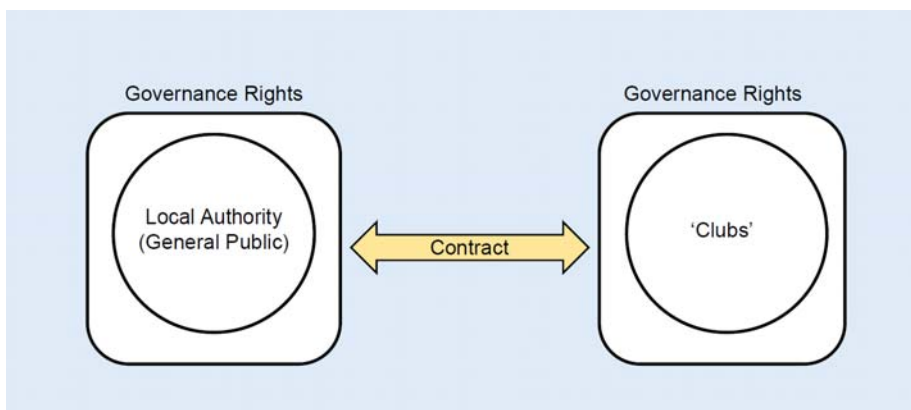 Governance Rights
Governance Rights
Local Authority
(General Public)
Contract
‘Clubs’